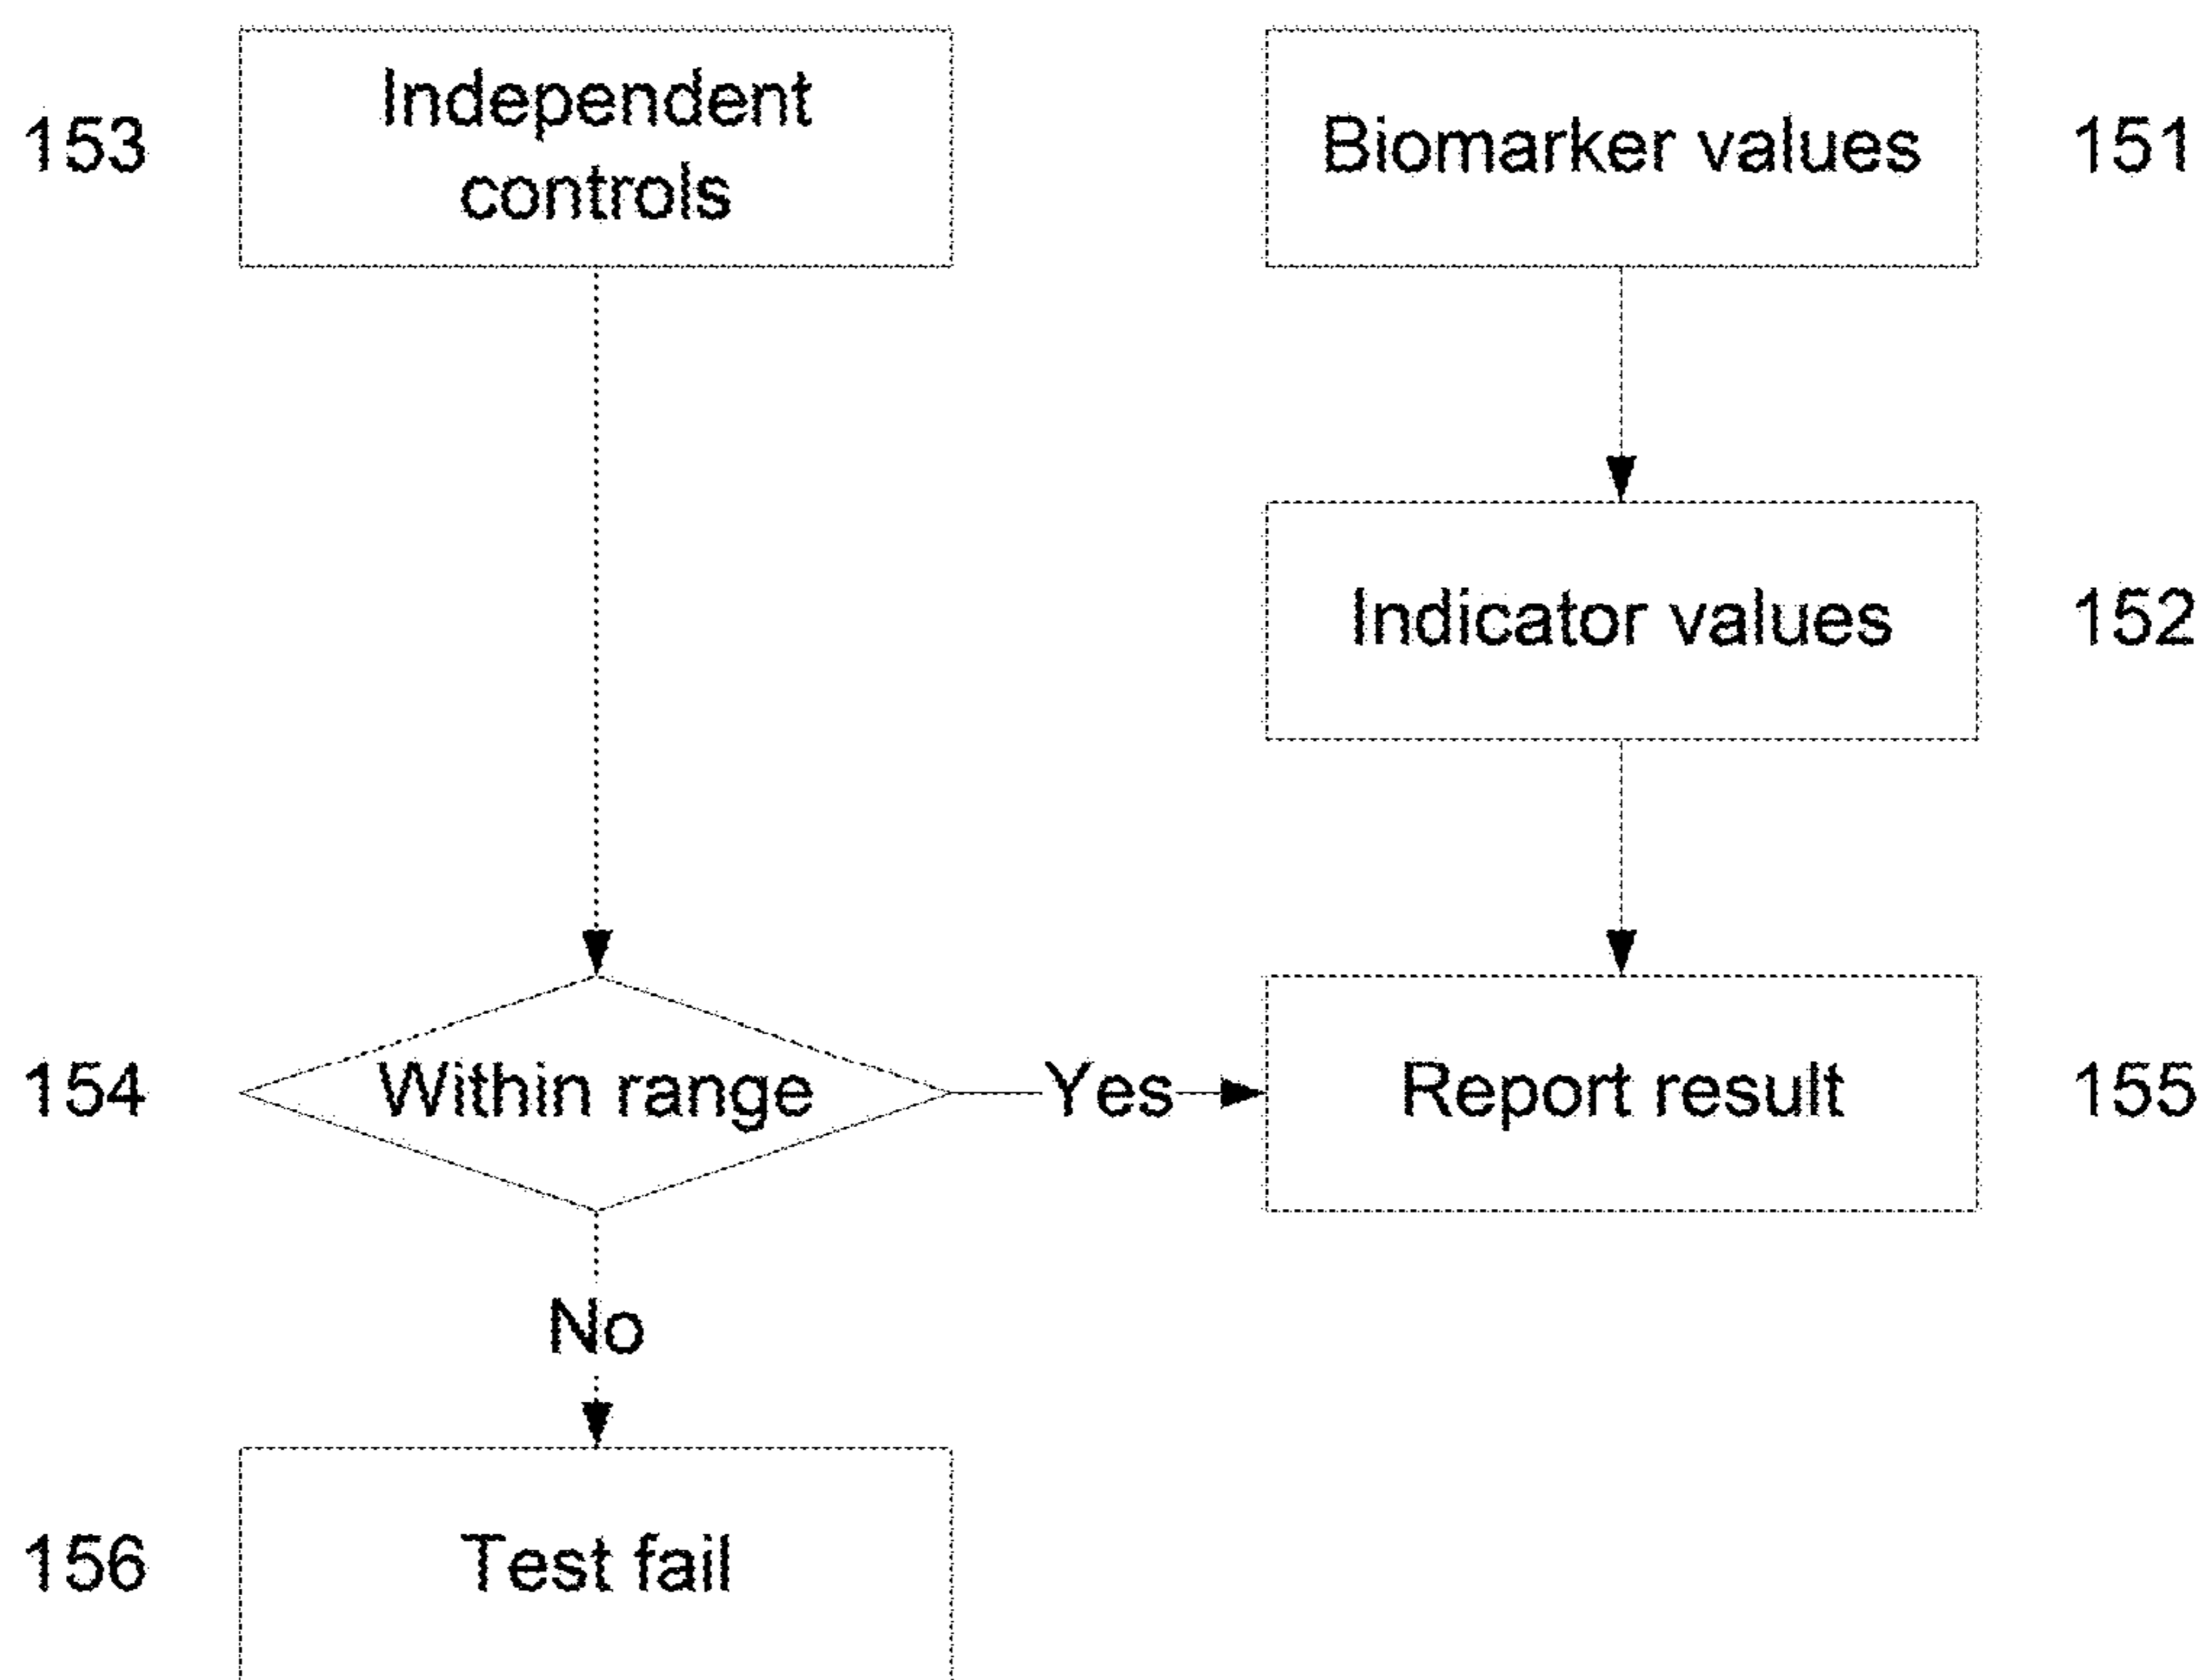 153
Independent
controls
Biomarker values
151
Indicator values
152
154
Within range
Yes
Report result
155
No
156
Test fail